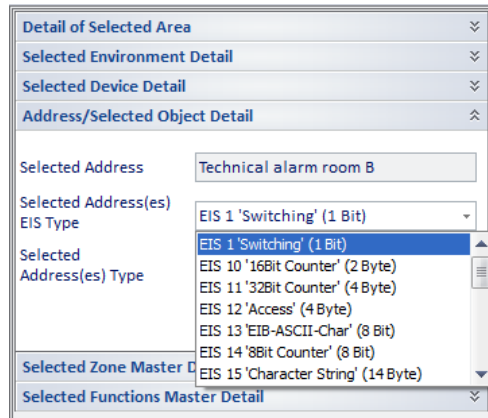 Detail of Selected Area
Selected Environment Detail
Selected Device Detail
Address/Selected Object Detail
Selected Address
Technical alarm room B
Selected Address(es)
EIS Type
EIS 1 'Switching' (1 Bit)
Selected
Address(es) Type
EIS 1 'Switching' (1 Bit)
EIS 10 '16Bit Counter' (2 Byte)
EIS 11 '32Bit Counter' (4 Byte)
EIS 12 'Access' (4 Byte)
EIS 13 'EIB-ASCII-Char' (8 Bit)
EIS 14 '8Bit Counter' (8 Bit)
EIS 15 'Character String' (14 Byte)
Selected Zone Master D
Selected Functions Master Detail